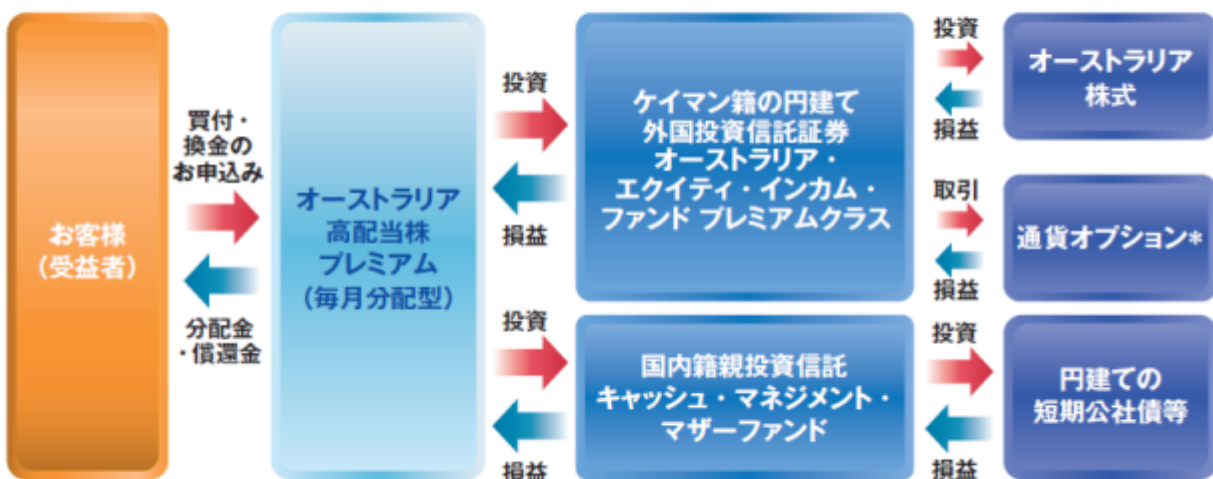 お客様
(受益者)
買付・
換金の
お申込み
分配金
・償還金
オーストラリア
高配当株
プレミアム
(毎月分配型)
投資
損益
投資
損益
ケイマン籍の円建て
外国投資信託証券
オーストラリア・
エクイティ・インカム・
ファンド プレミアムクラス
国内籍親投資信託
キャッシュ・マネジメント・
マザーファンド
投資
損益
取引
損益
投資
損益
オーストラリア
株式
通貨オプション*
円建ての
短期公社債等